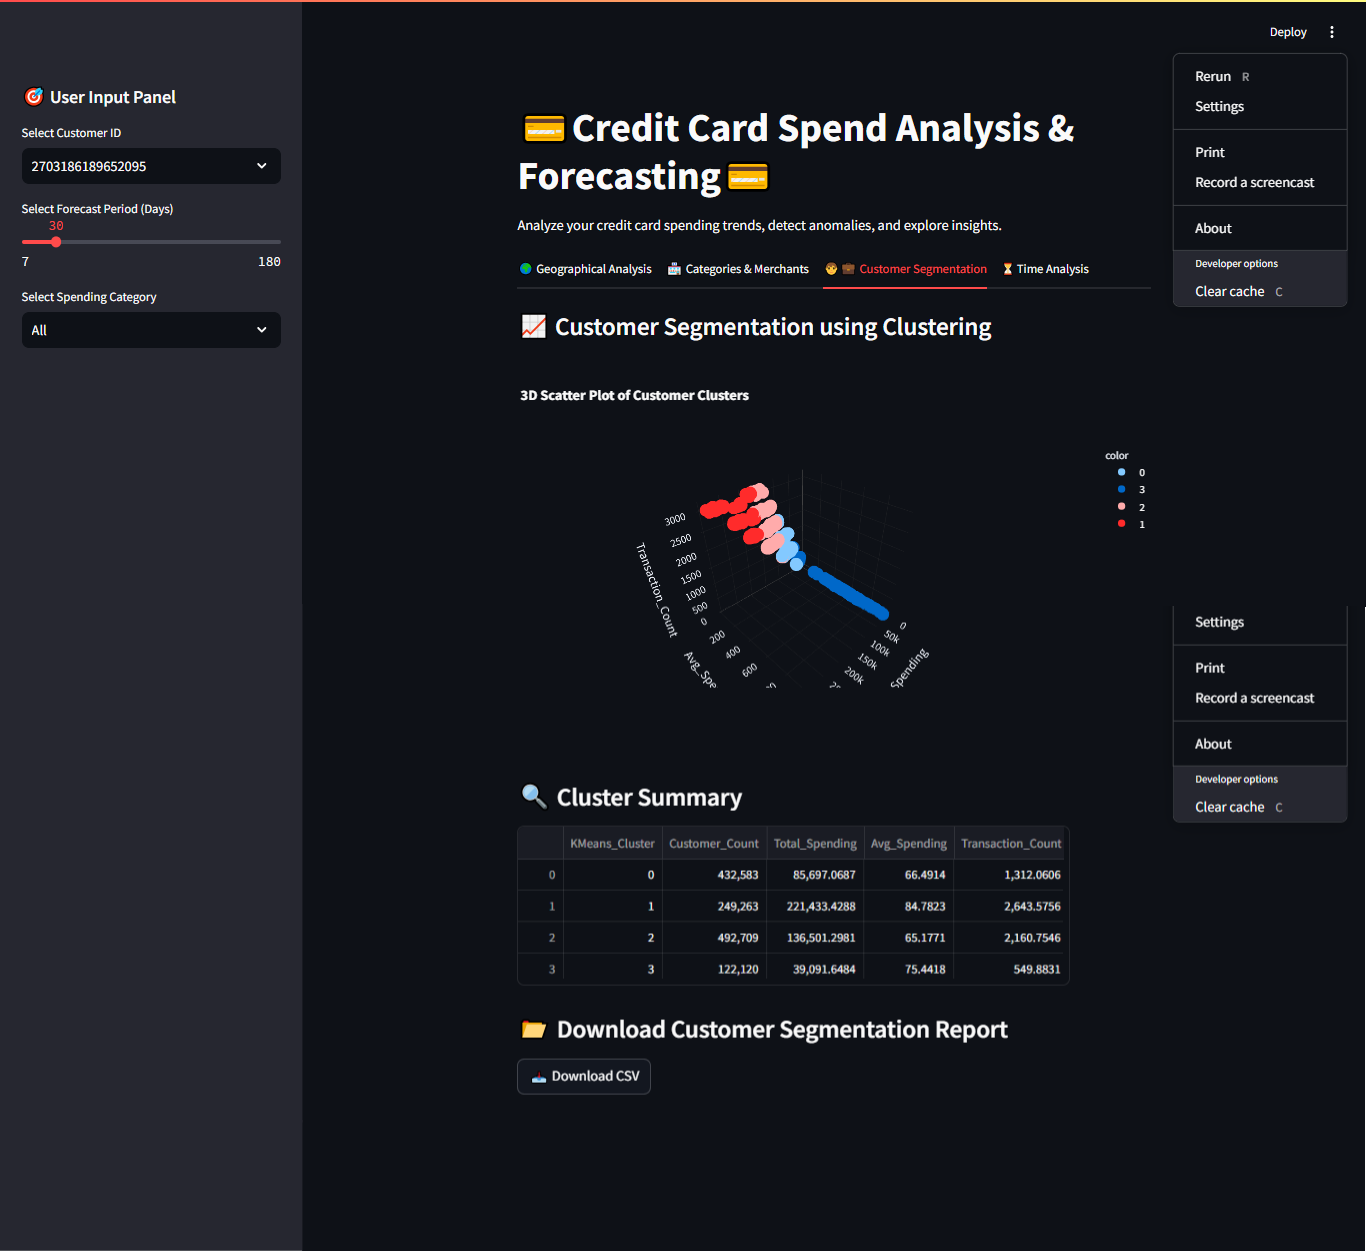 Deploy
Rerun R
Settings
Print
Record a screencast
About
Developer options
Clear cache C
User Input Panel
Select Customer ID
2703186189652095
Select Forecast Period (Days)
30
7 180
Select Spending Category
All
Credit Card Spend Analysis &
Forecasting
Analyze your credit card spending trends, detect anomalies, and explore insights.
Geographical Analysis Categories & Merchants Customer Segmentation Time Analysis
Customer Segmentation using Clustering
3D Scatter Plot of Customer Clusters
color
0
3
2
1
3000
2500
2000
1500
1000
500
0
Transaction_Count
200
400
600
Avg_Spe
0
50k
100k
150k
200k
Spending
Settings
Print
Record a screencast
About
Developer options
Clear cache C
Cluster Summary
KMeans_Cluster Customer_Count Total_Spending Avg_Spending Transaction_Count
0 0 432,583 85,697.0687 66.4914 1,312.0606
1 1 249,263 221,433.4288 84.7823 2,643.5756
2 2 492,709 136,501.2981 65.1771 2,160.7546
3 3 122,120 39,091.6484 75.4418 549.8831
Download Customer Segmentation Report
Download CSV